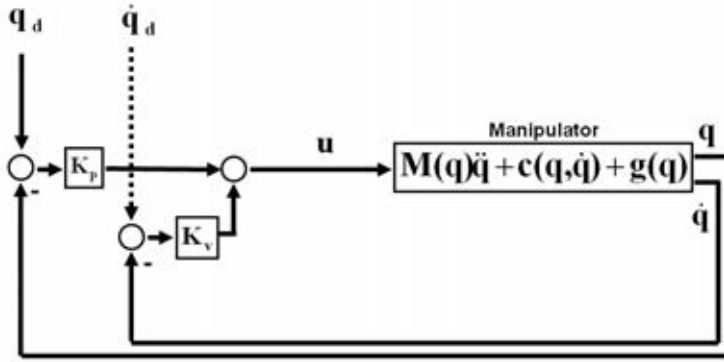 q d
q̇ d
K P
-
K v
-
u
Manipulator
M(q)q̈+c(q,q̇)+g(q)
q
q̇